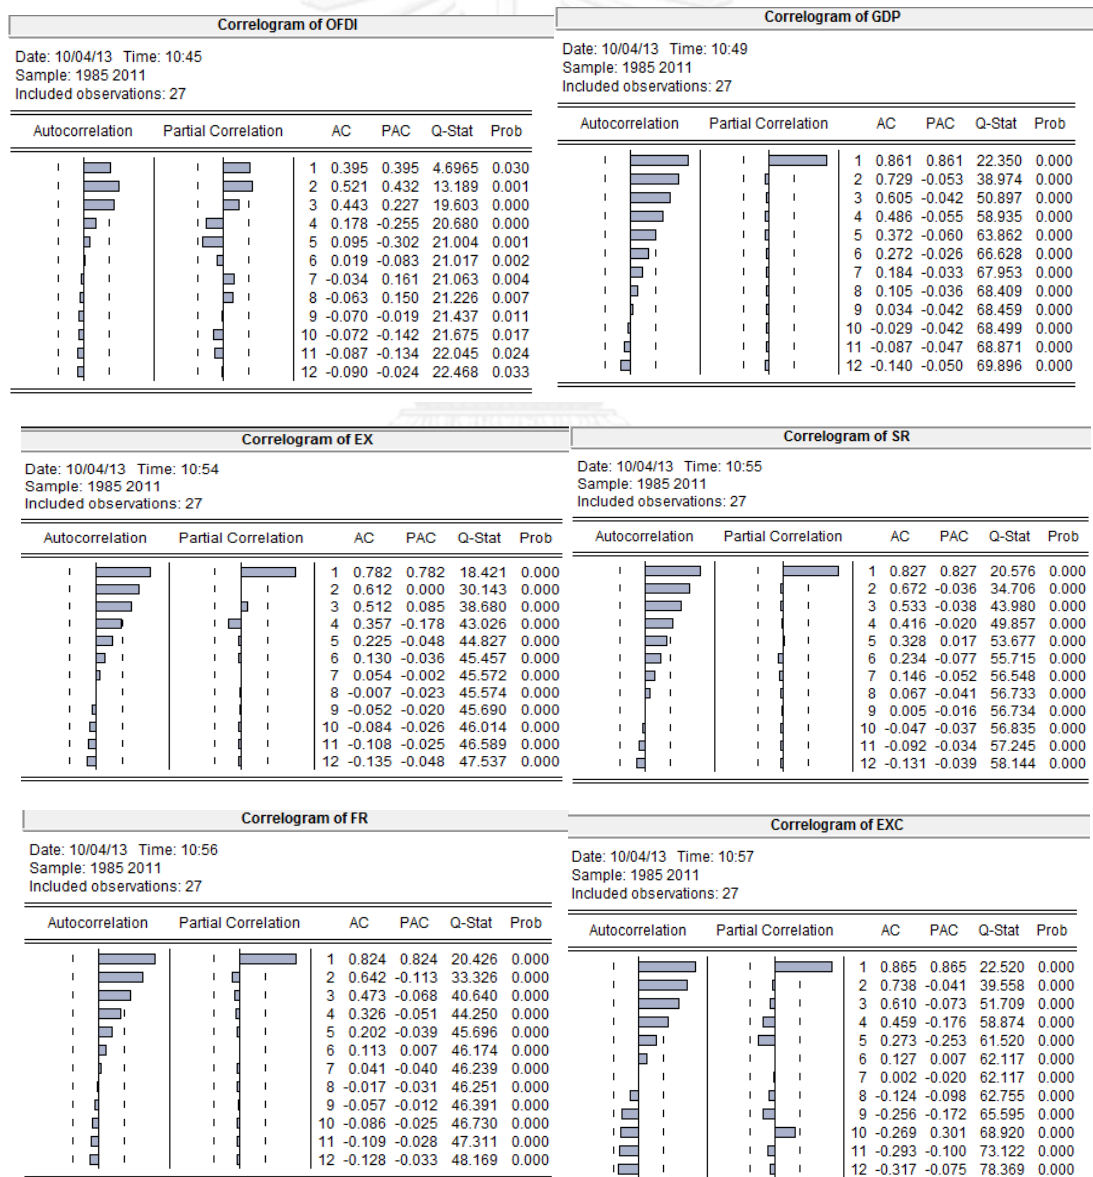 Correlogram of OFDI
Date: 10/04/13 Time: 10:45
Sample: 1985 2011
Included observations: 27
Autocorrelation Partial Correlation AC PAC Q-Stat Prob
1 0.395 0.395 4.6965 0.030
2 0.521 0.432 13.189 0.001
3 0.443 0.227 19.603 0.000
4 0.178 -0.255 20.680 0.000
5 0.095 -0.302 21.004 0.001
6 0.019 -0.083 21.017 0.002
7 -0.034 0.161 21.063 0.004
8 -0.063 0.150 21.226 0.007
9 -0.070 -0.019 21.437 0.011
10 -0.072 -0.142 21.675 0.017
11 -0.087 -0.134 22.045 0.024
12 -0.090 -0.024 22.468 0.033
Correlogram of GDP
Date: 10/04/13 Time: 10:49
Sample: 1985 2011
Included observations: 27
Autocorrelation Partial Correlation AC PAC Q-Stat Prob
1 0.861 0.861 22.350 0.000
2 0.729 -0.053 38.974 0.000
3 0.605 -0.042 50.897 0.000
4 0.486 -0.055 58.935 0.000
5 0.372 -0.060 63.862 0.000
6 0.272 -0.026 66.628 0.000
7 0.184 -0.033 67.953 0.000
8 0.105 -0.036 68.409 0.000
9 0.034 -0.042 68.459 0.000
10 -0.029 -0.042 68.499 0.000
11 -0.087 -0.047 68.871 0.000
12 -0.140 -0.050 69.896 0.000
Correlogram of EX
Date: 10/04/13 Time: 10:54
Sample: 1985 2011
Included observations: 27
Autocorrelation Partial Correlation AC PAC Q-Stat Prob
1 0.782 0.782 18.421 0.000
2 0.612 0.000 30.143 0.000
3 0.512 0.085 38.680 0.000
4 0.357 -0.178 43.026 0.000
5 0.225 -0.048 44.827 0.000
6 0.130 -0.036 45.457 0.000
7 0.054 -0.002 45.572 0.000
8 -0.007 -0.023 45.574 0.000
9 -0.052 -0.020 45.690 0.000
10 -0.084 -0.026 46.014 0.000
11 -0.108 -0.025 46.589 0.000
12 -0.135 -0.048 47.537 0.000
Correlogram of SR
Date: 10/04/13 Time: 10:55
Sample: 1985 2011
Included observations: 27
Autocorrelation Partial Correlation AC PAC Q-Stat Prob
1 0.827 0.827 20.576 0.000
2 0.672 -0.036 34.706 0.000
3 0.533 -0.038 43.980 0.000
4 0.416 -0.020 49.857 0.000
5 0.328 0.017 53.677 0.000
6 0.234 -0.077 55.715 0.000
7 0.146 -0.052 56.548 0.000
8 0.067 -0.041 56.733 0.000
9 0.005 -0.016 56.734 0.000
10 -0.047 -0.037 56.835 0.000
11 -0.092 -0.034 57.245 0.000
12 -0.131 -0.039 58.144 0.000
Correlogram of FR
Date: 10/04/13 Time: 10:56
Sample: 1985 2011
Included observations: 27
Autocorrelation Partial Correlation AC PAC Q-Stat Prob
1 0.824 0.824 20.426 0.000
2 0.642 -0.113 33.326 0.000
3 0.473 -0.068 40.640 0.000
4 0.326 -0.051 44.250 0.000
5 0.202 -0.039 45.696 0.000
6 0.113 0.007 46.174 0.000
7 0.041 -0.040 46.239 0.000
8 -0.017 -0.031 46.251 0.000
9 -0.057 -0.012 46.391 0.000
10 -0.086 -0.025 46.730 0.000
11 -0.109 -0.028 47.311 0.000
12 -0.128 -0.033 48.169 0.000
Correlogram of EXC
Date: 10/04/13 Time: 10:57
Sample: 1985 2011
Included observations: 27
Autocorrelation Partial Correlation AC PAC Q-Stat Prob
1 0.865 0.865 22.520 0.000
2 0.738 -0.041 39.558 0.000
3 0.610 -0.073 51.709 0.000
4 0.459 -0.176 58.874 0.000
5 0.273 -0.253 61.520 0.000
6 0.127 0.007 62.117 0.000
7 0.002 -0.020 62.117 0.000
8 -0.124 -0.098 62.755 0.000
9 -0.256 -0.172 65.595 0.000
10 -0.269 0.301 68.920 0.000
11 -0.293 -0.100 73.122 0.000
12 -0.317 -0.075 78.369 0.000